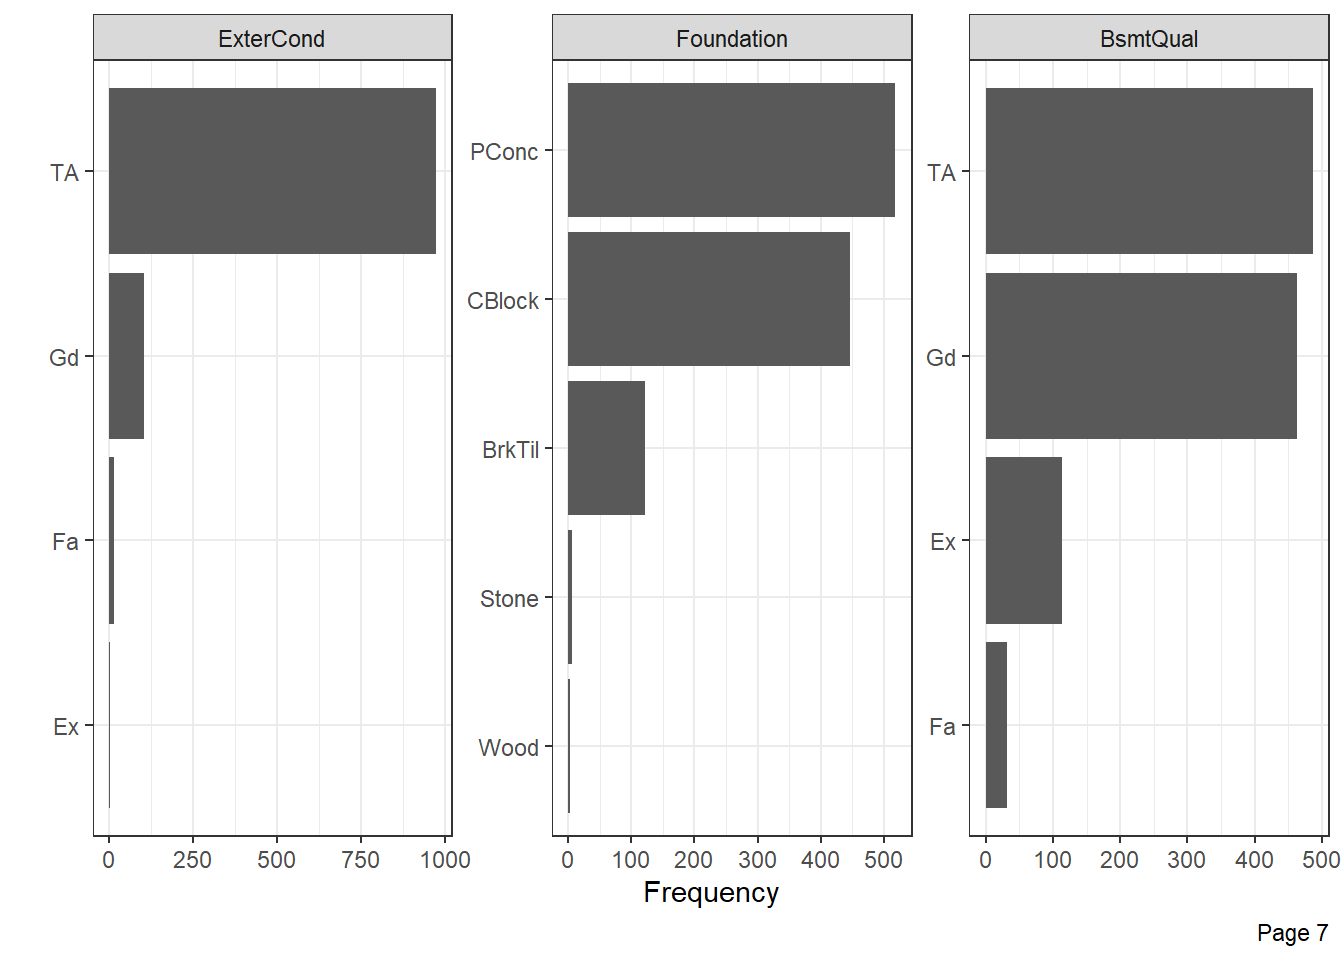 ExterCond
Foundation
BsmtQual
TA
Gd
Fa
Ex
PConc
CBlock
BrkTil
Stone
Wood
TA
Gd
Ex
Fa
0 250 500 750 1000
0 100 200 300 400 500
0 100 200 300 400 500
Frequency
Page 7